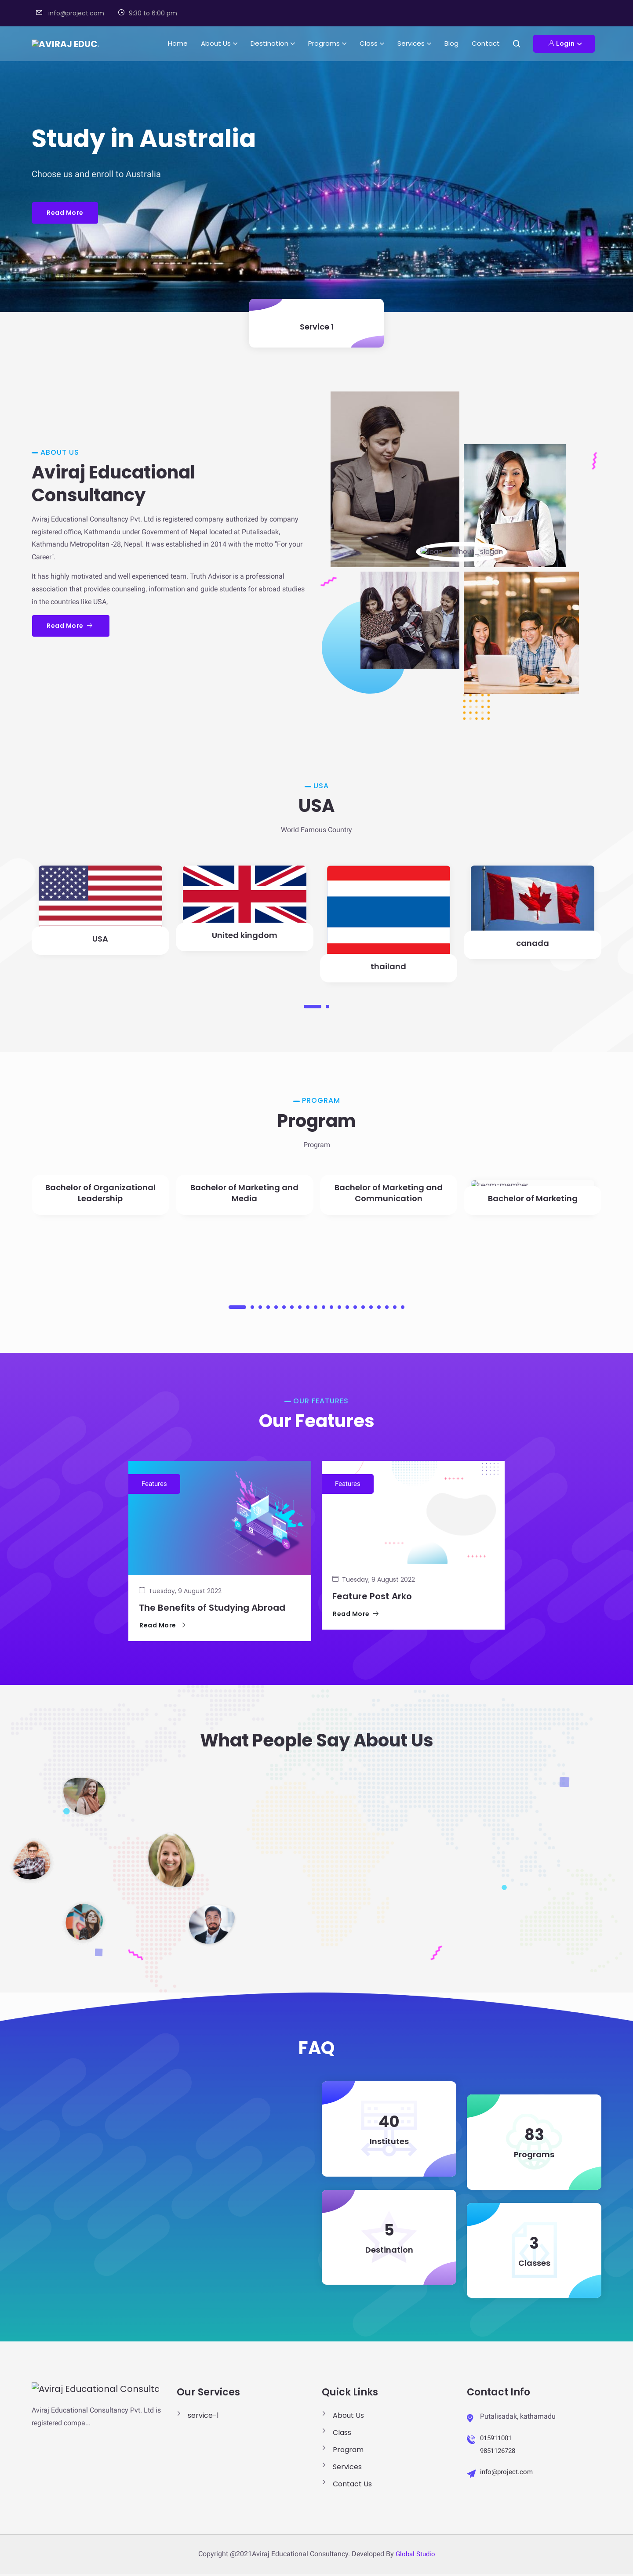 info@project.com
9:30 to 6:00 pm
AVIRAJ EDUC
Home
About Us
Destination
Programs
Class
Services
Blog
Contact
Login
Study in Australia
Choose us and enroll to Australia
Read More
Service 1
ABOUT US
Aviraj Educational
Consultancy
Aviraj Educational Consultancy Pvt. Ltd is registered company authorized by company
registered office, Kathmandu under Government of Nepal located at Putalisadak,
Kathmandu Metropolitan -28, Nepal. It was established in 2014 with the motto "For your
Career".
It has highly motivated and well experienced team. Truth Advisor is a professional
association that provides counseling, information and guide students for abroad studies
in the countries like USA,
Read More
USA
USA
World Famous Country
USA
United kingdom
thailand
canada
PROGRAM
Program
Program
Bachelor of Organizational
Leadership
Bachelor of Marketing and
Media
Bachelor of Marketing and
Communication
team-member
Bachelor of Marketing
OUR FEATURES
Our Features
Features
Tuesday, 9 August 2022
The Benefits of Studying Abroad
Read More
Features
Tuesday, 9 August 2022
Feature Post Arko
Read More
What People Say About Us
FAQ
40
Institutes
83
Programs
5
Destination
3
Classes
Aviraj Educational Consulta
Aviraj Educational Consultancy Pvt. Ltd is
registered compa...
Our Services
service-1
Quick Links
About Us
Class
Program
Services
Contact Us
Contact Info
Putalisadak, kathamadu
015911001
9851126728
info@project.com
Copyright @2021Aviraj Educational Consultancy. Developed By Global Studio